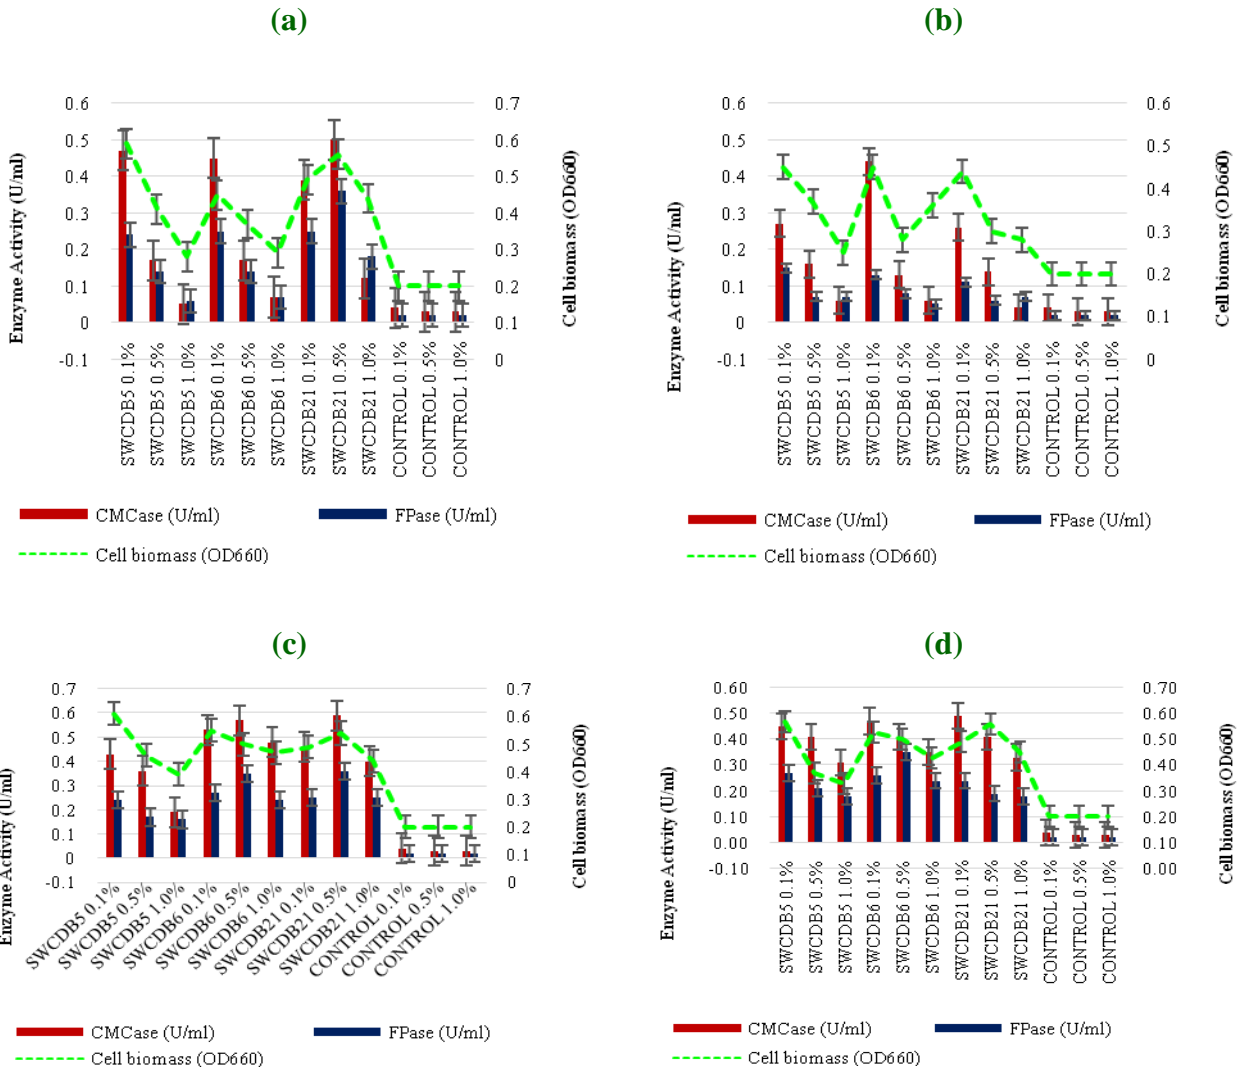 (a)
0.6
0.5
0.4
0.3
0.2
0.1
0
-0.1
Enzyme Activity (U/ml)
0.7
0.6
0.5
0.4
0.3
0.2
0.1
0
Cell biomass (OD660)
SWCDB5 0.1%
SWCDB5 0.5%
SWCDB5 1.0%
SWCDB6 0.1%
SWCDB6 0.5%
SWCDB6 1.0%
SWCDB21 0.1%
SWCDB21 0.5%
SWCDB21 1.0%
CONTROL 0.1%
CONTROL 0.5%
CONTROL 1.0%
CMCase (U/ml)
FPase (U/ml)
Cell biomass (OD660)
(b)
0.6
0.5
0.4
0.3
0.2
0.1
0
-0.1
Enzyme Activity (U/ml)
0.6
0.5
0.4
0.3
0.2
0.1
0
Cell biomass (OD660)
SWCDB5 0.1%
SWCDB5 0.5%
SWCDB5 1.0%
SWCDB6 0.1%
SWCDB6 0.5%
SWCDB6 1.0%
SWCDB21 0.1%
SWCDB21 0.5%
SWCDB21 1.0%
CONTROL 0.1%
CONTROL 0.5%
CONTROL 1.0%
CMCase (U/ml)
FPase (U/ml)
Cell biomass (OD660)
(c)
0.7
0.6
0.5
0.4
0.3
0.2
0.1
0
-0.1
Enzyme Activity (U/ml)
0.7
0.6
0.5
0.4
0.3
0.2
0.1
0
Cell biomass (OD660)
SWCDB5 0.1%
SWCDB5 0.5%
SWCDB5 1.0%
SWCDB6 0.1%
SWCDB6 0.5%
SWCDB6 1.0%
SWCDB21 0.1%
SWCDB21 0.5%
SWCDB21 1.0%
CONTROL 0.1%
CONTROL 0.5%
CONTROL 1.0%
CMCase (U/ml)
FPase (U/ml)
Cell biomass (OD660)
(d)
0.60
0.50
0.40
0.30
0.20
0.10
0.00
-0.10
Enzyme Activity (U/ml)
0.70
0.60
0.50
0.40
0.30
0.20
0.10
0.00
Cell biomass (OD660)
SWCDB5 0.1%
SWCDB5 0.5%
SWCDB5 1.0%
SWCDB6 0.1%
SWCDB6 0.5%
SWCDB6 1.0%
SWCDB21 0.1%
SWCDB21 0.5%
SWCDB21 1.0%
CONTROL 0.1%
CONTROL 0.5%
CONTROL 1.0%
CMCase (U/ml)
FPase (U/ml)
Cell biomass (OD660)